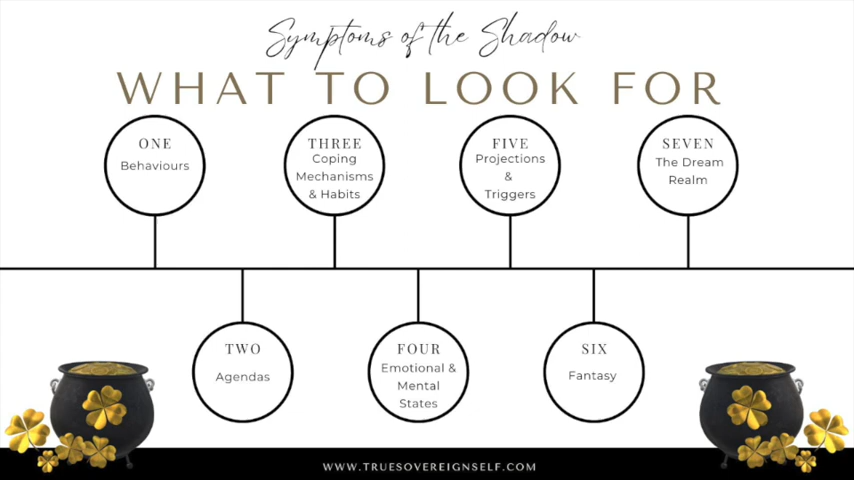 Symptoms of the Shadow
WHAT TO LOOK FOR
ONE
Behaviours
TWO
Agendas
THREE
Coping
Mechanisms
& Habits
FOUR
Emotional &
Mental
States
FIVE
Projections
&
Triggers
SIX
Fantasy
SEVEN
The Dream
Realm
WWW.TRUESOVEREIGNSELF.COM